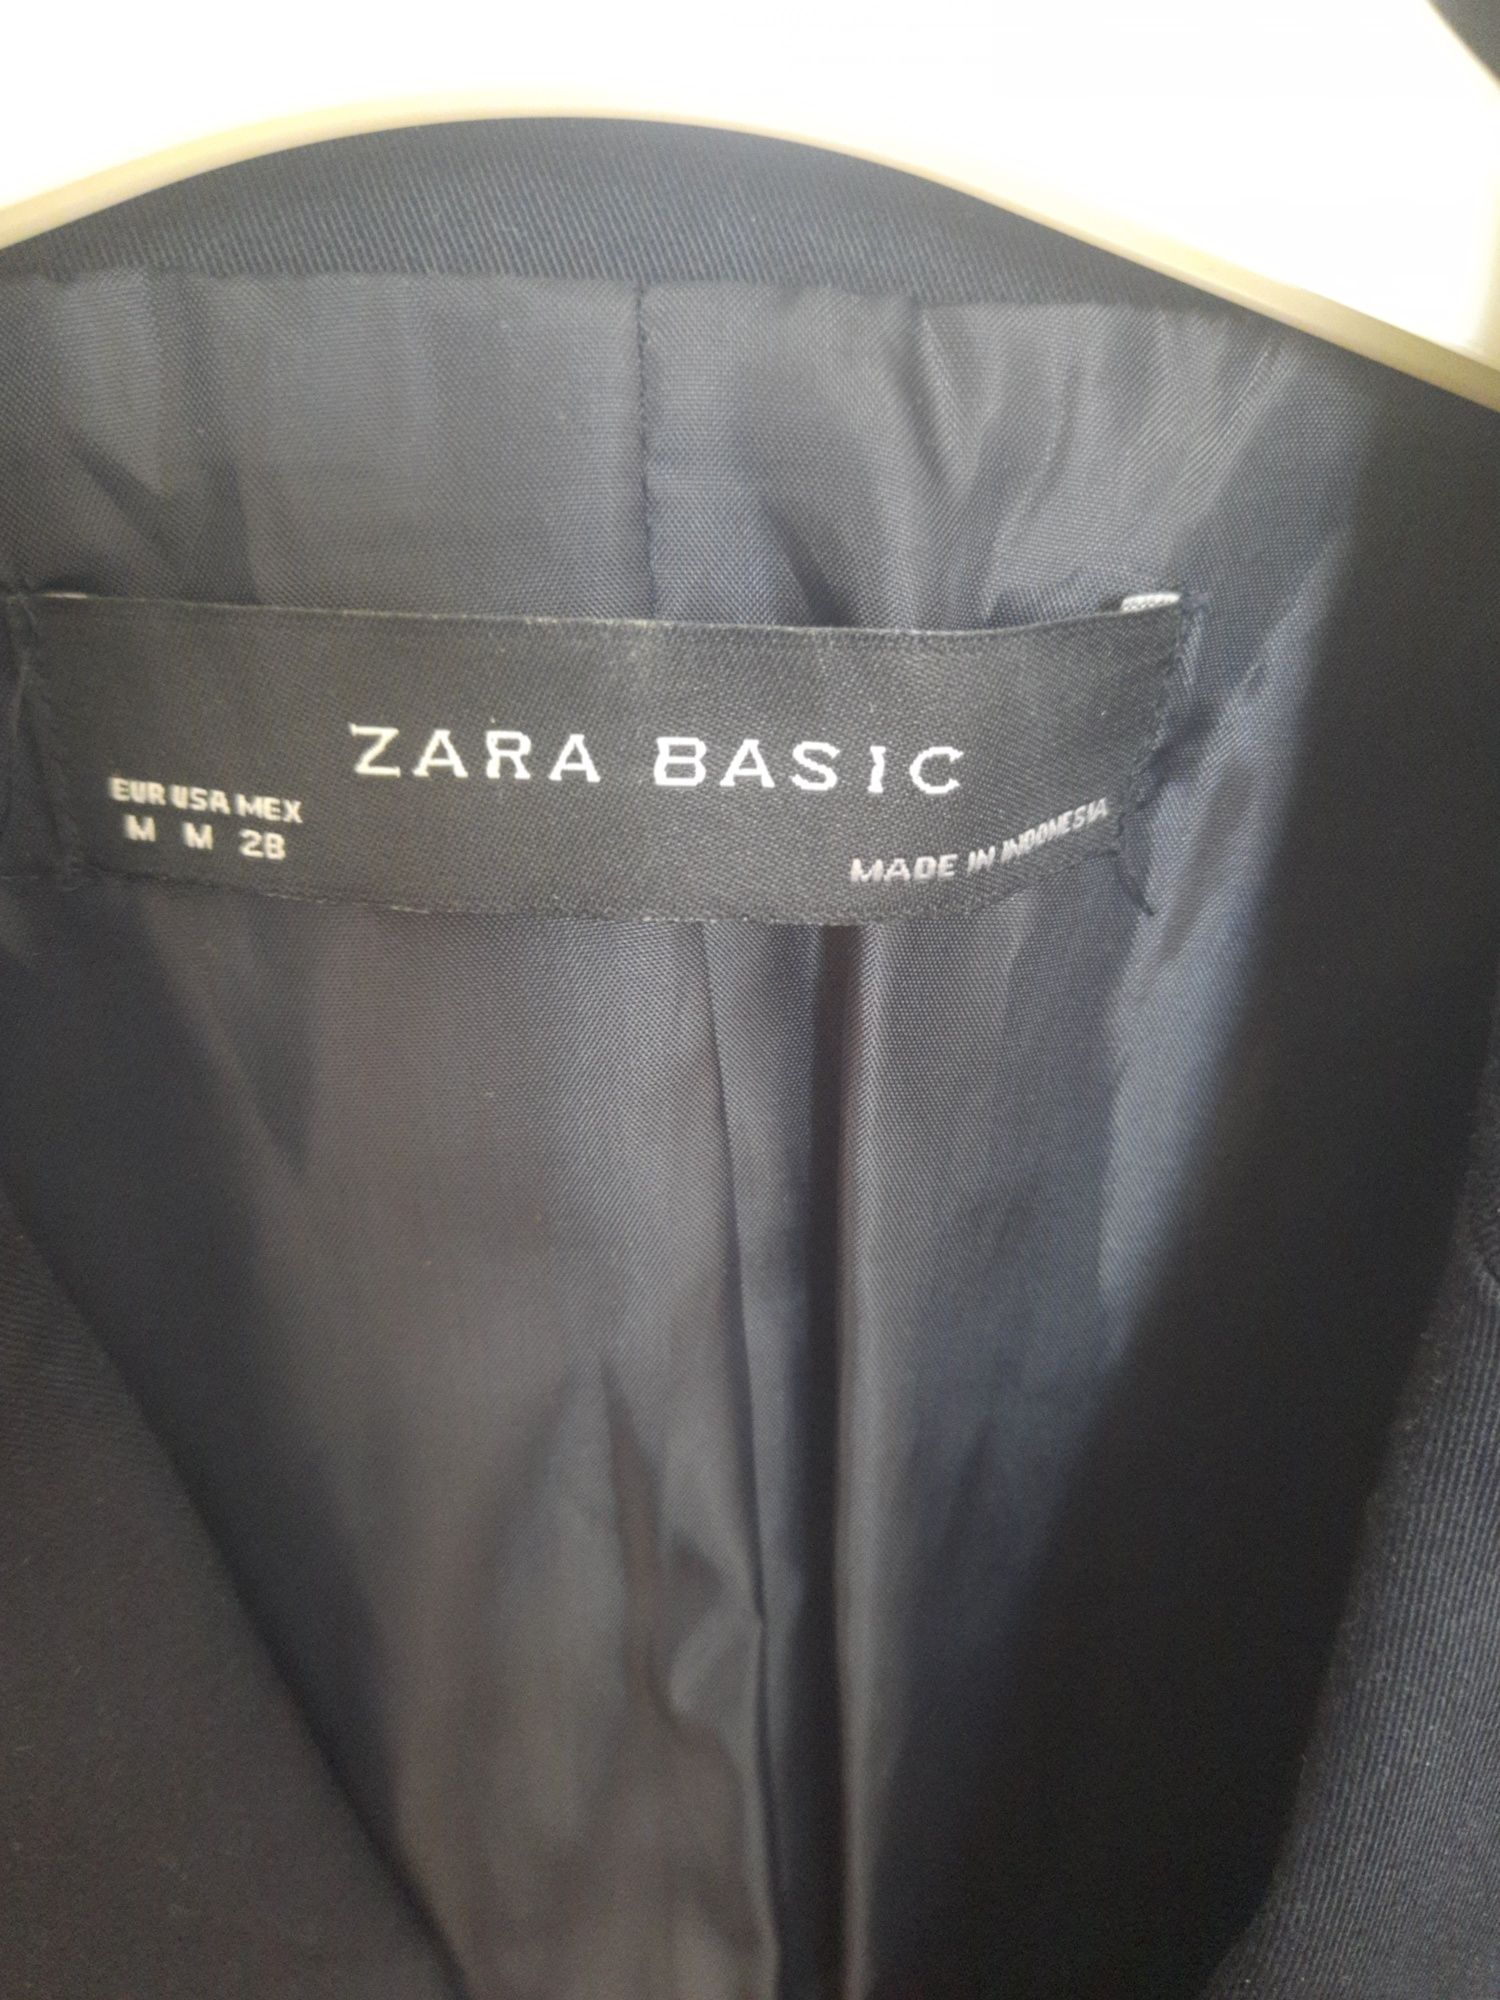 ZARA BASIC
EUR USA MEX
M M 28
MADE IN INDONESIA